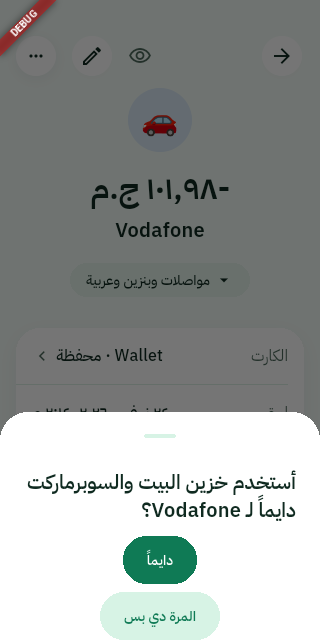 DEBUG
-١٠١,٩٨ ج.م
Vodafone
مواصلات وبنزين وعربية
الكارت
Wallet · محفظة
أستخدم خزين البيت والسوبرماركت
دايماً لـ Vodafone؟
دايماً
المرة دي بس